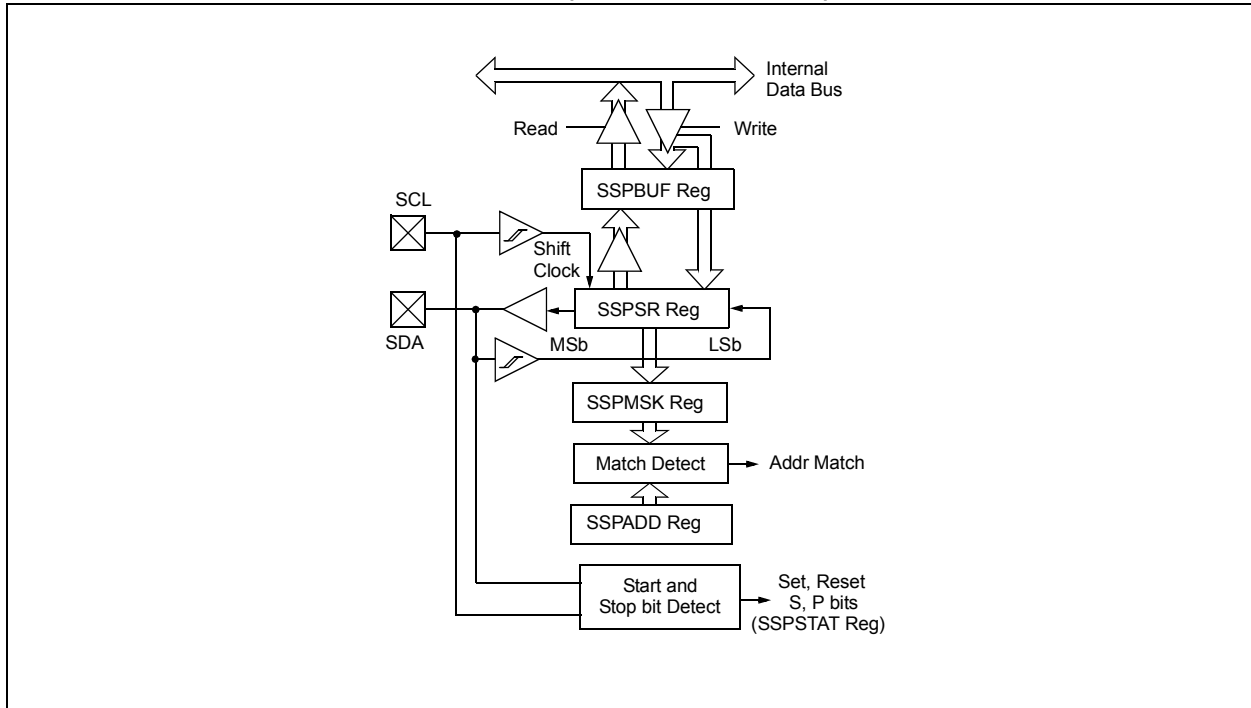 Internal
Data Bus
Read
Write
SSPBUF Reg
SCL
Shift
Clock
SSPSR Reg
SDA
MSb
LSb
SSPMSK Reg
Match Detect
Addr Match
SSPADD Reg
Start and
Stop bit Detect
Set, Reset
S, P bits
(SSPSTAT Reg)